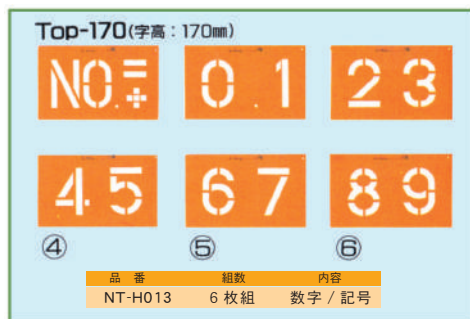 Top-170(字高：170㎜)
NO. = . ÷
0 . 1
2 3
4 5
6 7
8 9
④ ⑤ ⑥
品 番 組数 内容
NT-H013 6 枚組 数字 / 記号